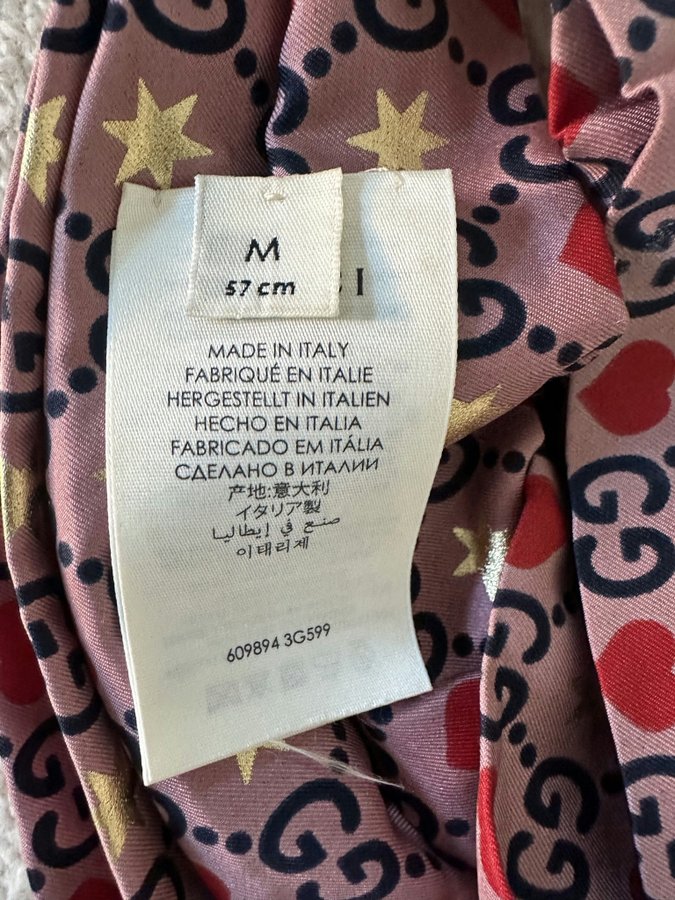 M
57 cm
MADE IN ITALY
FABRIQUÉ EN ITALIE
HERGESTELLT IN ITALIEN
HECHO EN ITALIA
FABRICADO EM ITÁLIA
СДЕЛАНО В ИТАЛИИ
产地:意大利
イタリア製
صنع في إيطاليا
이태리제
609894 3G599